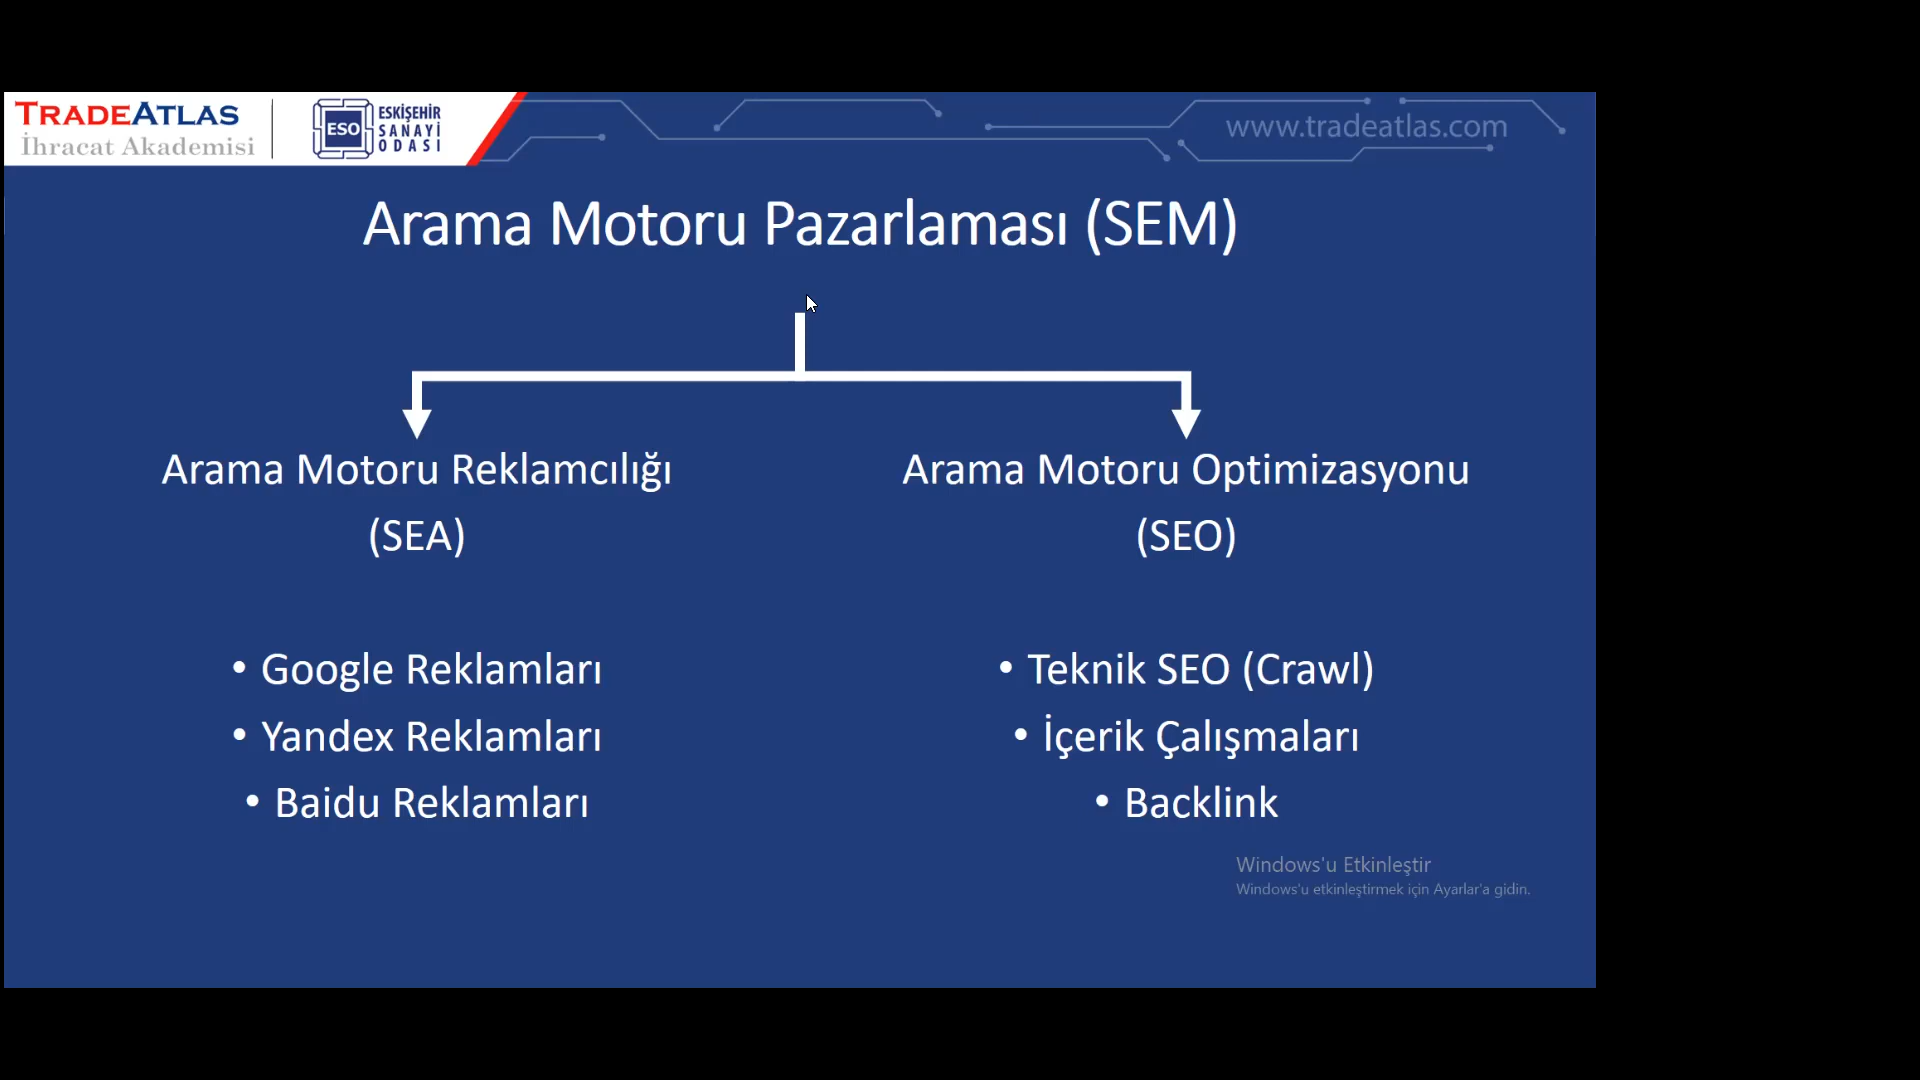 TRADEATLAS
İhracat Akademisi
ESO
ESKİŞEHİR
SANAYİ
ODASI
www.tradeatlas.com
Arama Motoru Pazarlaması (SEM)
Arama Motoru Reklamcılığı
(SEA)
• Google Reklamları
• Yandex Reklamları
• Baidu Reklamları
Arama Motoru Optimizasyonu
(SEO)
• Teknik SEO (Crawl)
• İçerik Çalışmaları
• Backlink
Windows'u Etkinleştir
Windows'u etkinleştirmek için Ayarlar'a gidin.